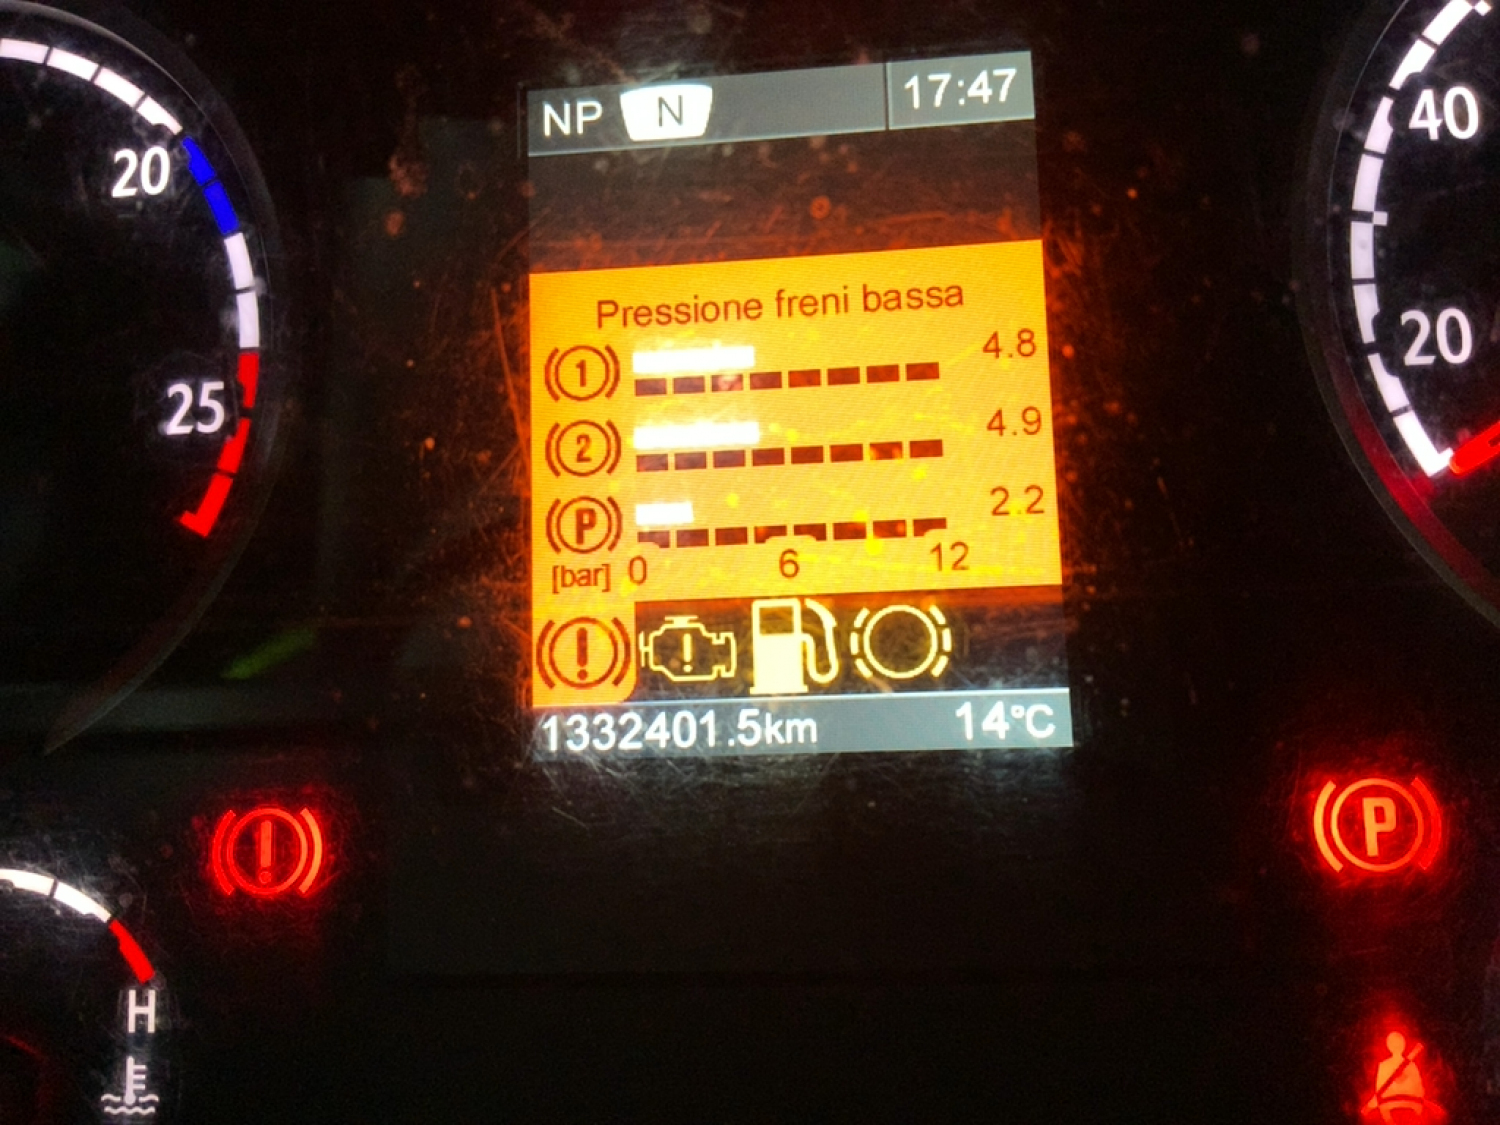 NP N 17:47
20
25
40
20
Pressione freni bassa
1 4.8
2 4.9
P 2.2
[bar] 0 6 12
1332401.5km 14°C
P
H